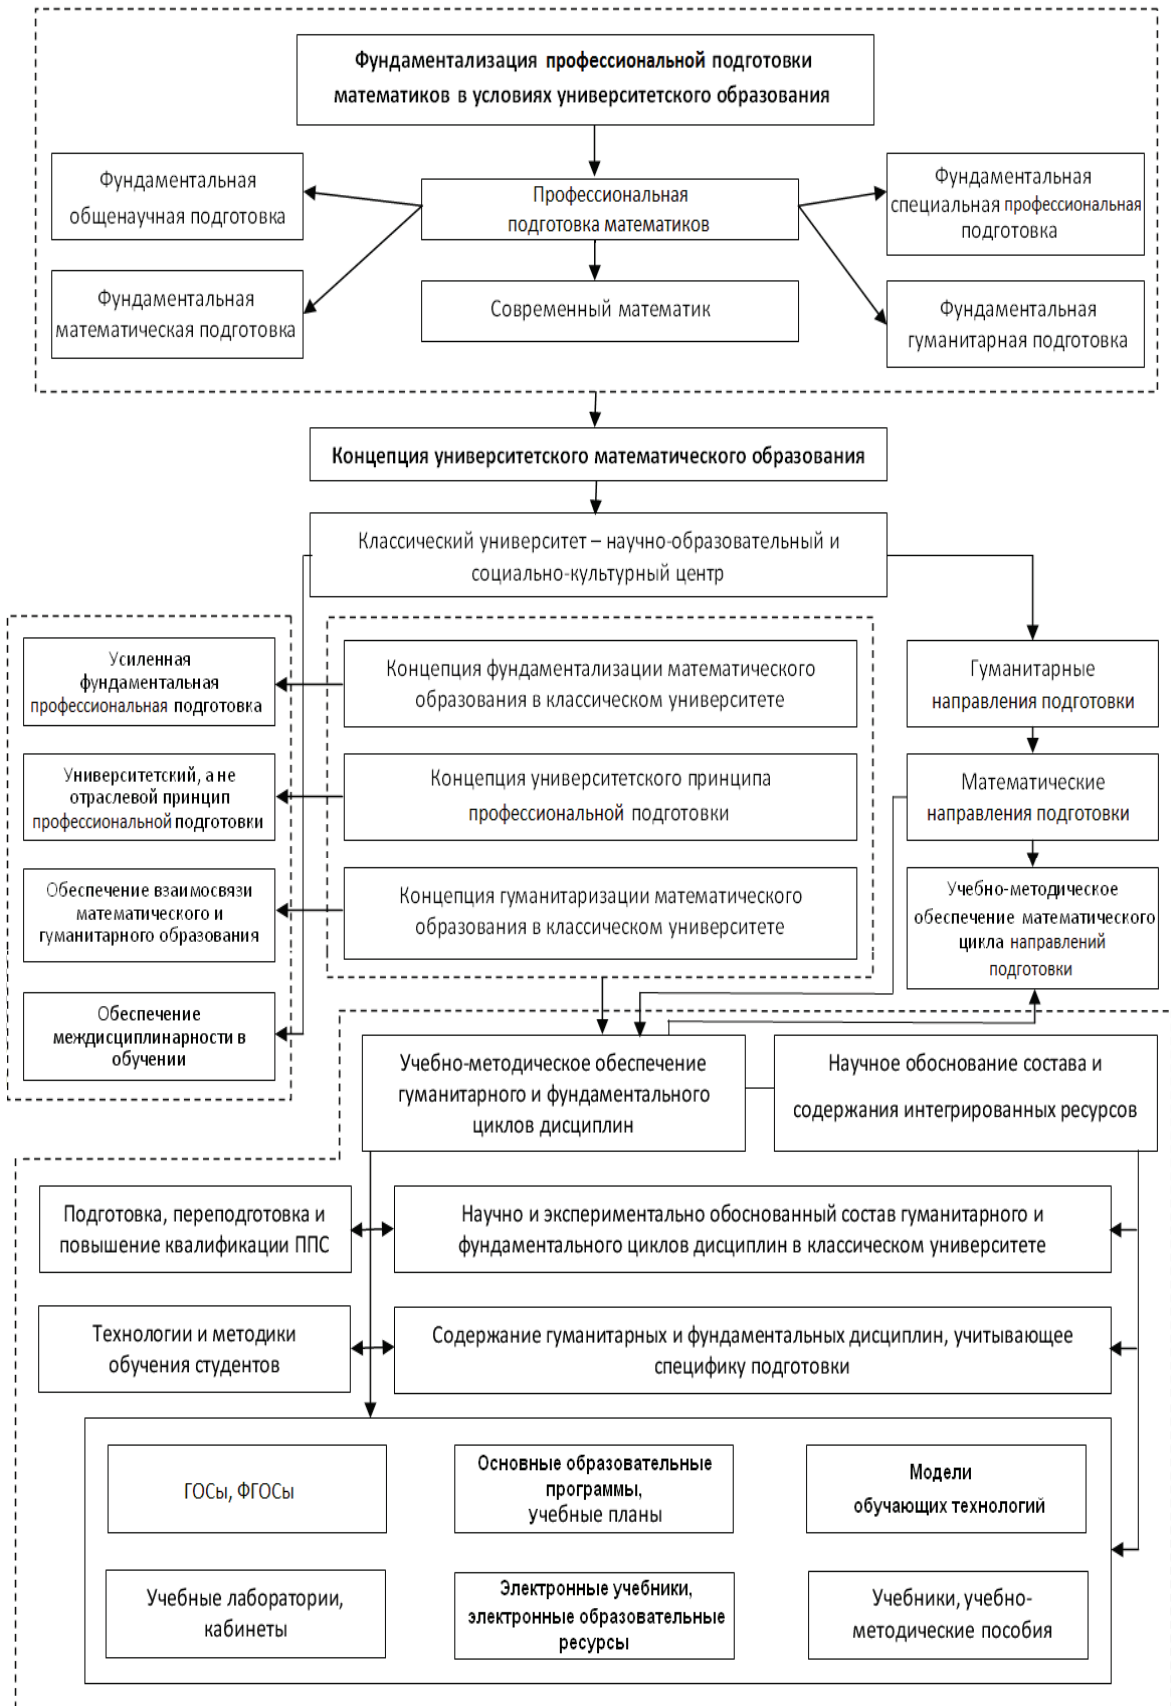 Фундаментализация профессиональной подготовки
математиков в условиях университетского образования
Фундаментальная
общенаучная подготовка
Профессиональная
подготовка математиков
Фундаментальная
специальная профессиональная
подготовка
Фундаментальная
математическая подготовка
Современный математик
Фундаментальная
гуманитарная подготовка
Концепция университетского математического образования
Классический университет – научно-образовательный и
социально-культурный центр
Усиленная
фундаментальная
профессиональная подготовка
Концепция фундаментализации математического
образования в классическом университете
Гуманитарные
направления подготовки
Университетский, а не
отраслевой принцип
профессиональной подготовки
Концепция университетского принципа
профессиональной подготовки
Математические
направления подготовки
Обеспечение взаимосвязи
математического и
гуманитарного образования
Концепция гуманитаризации математического
образования в классическом университете
Учебно-методическое
обеспечение математического
цикла направлений
подготовки
Обеспечение
междисциплинарности в
обучении
Учебно-методическое обеспечение
гуманитарного и фундаментального
циклов дисциплин
Научное обоснование состава и
содержания интегрированных ресурсов
Подготовка, переподготовка и
повышение квалификации ППС
Научно и экспериментально обоснованный состав гуманитарного и
фундаментального циклов дисциплин в классическом университете
Технологии и методики
обучения студентов
Содержание гуманитарных и фундаментальных дисциплин, учитывающее
специфику подготовки
ГОСы, ФГОСы
Основные образовательные
программы,
учебные планы
Модели
обучающих технологий
Учебные лаборатории,
кабинеты
Электронные учебники,
электронные образовательные
ресурсы
Учебники, учебно-
методические пособия